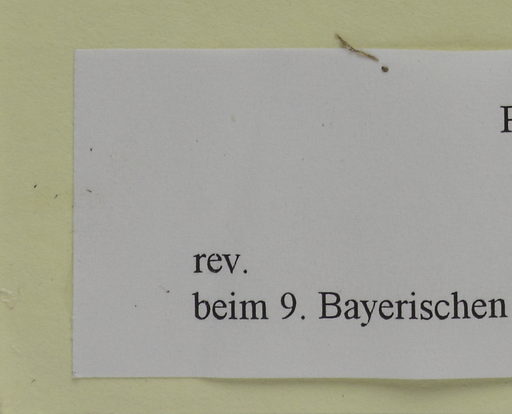 rev.
beim 9. Bayerischen